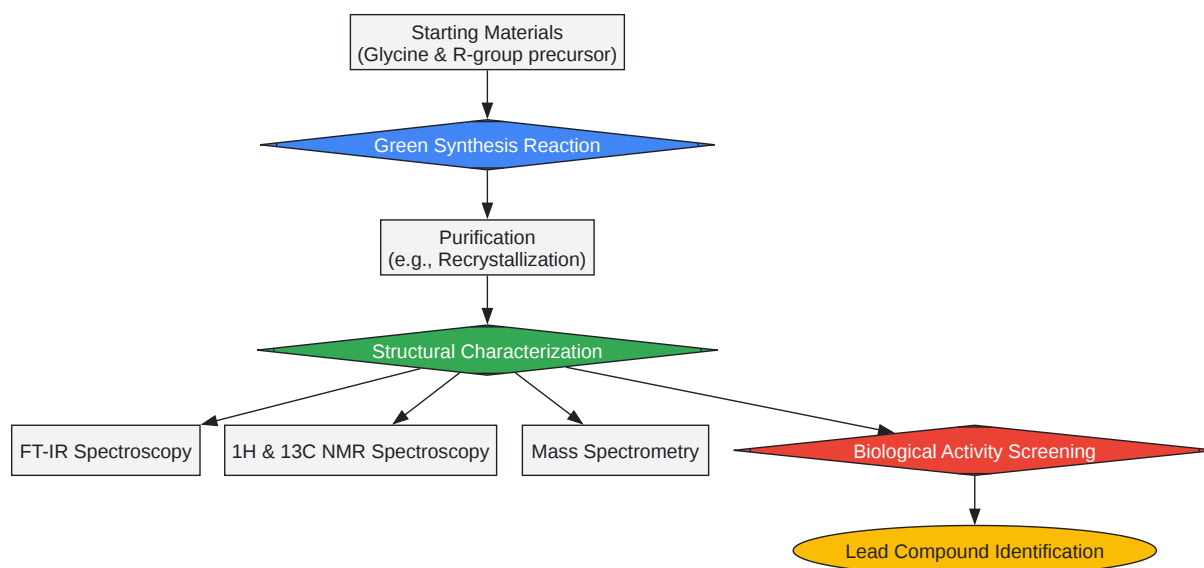 Starting Materials
(Glycine & R-group precursor)
Green Synthesis Reaction
Purification
(e.g., Recrystallization)
Structural Characterization
FT-IR Spectroscopy
1H & 13C NMR Spectroscopy
Mass Spectrometry
Biological Activity Screening
Lead Compound Identification